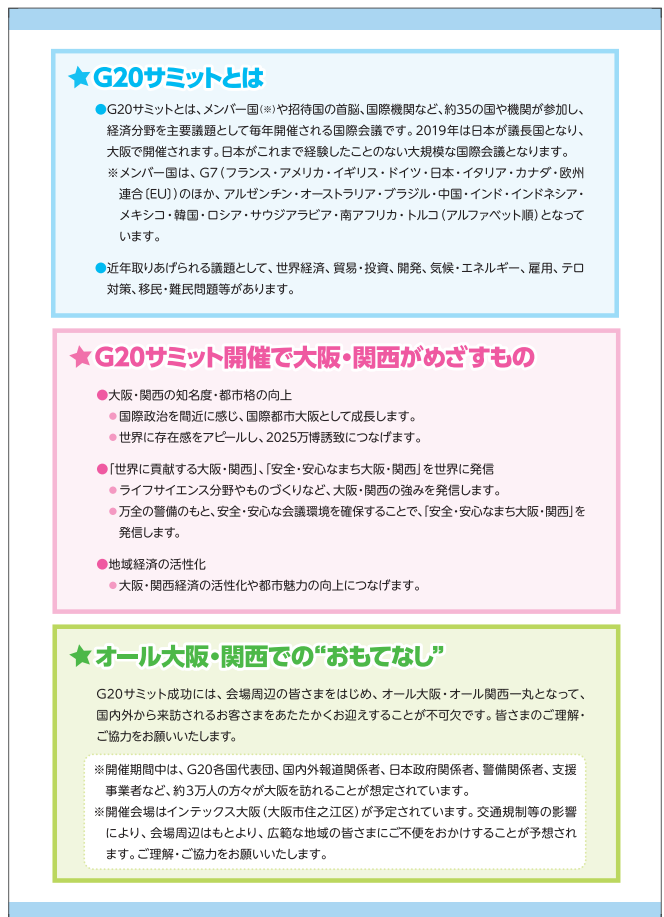 ★G20サミットとは
●G20サミットとは、メンバー国(※)や招待国の首脳、国際機関など、約35の国や機関が参加し、
経済分野を主要議題として毎年開催される国際会議です。2019年は日本が議長国となり、
大阪で開催されます。日本がこれまで経験したことのない大規模な国際会議となります。
※メンバー国は、G7(フランス・アメリカ・イギリス・ドイツ・日本・イタリア・カナダ・欧州
連合〔EU〕)のほか、アルゼンチン・オーストラリア・ブラジル・中国・インド・インドネシア・
メキシコ・韓国・ロシア・サウジアラビア・南アフリカ・トルコ(アルファベット順)となって
います。
●近年取りあげられる議題として、世界経済、貿易・投資、開発、気候・エネルギー、雇用、テロ
対策、移民・難民問題等があります。
★G20サミット開催で大阪・関西がめざすもの
●大阪・関西の知名度・都市格の向上
●国際政治を間近に感じ、国際都市大阪として成長します。
●世界に存在感をアピールし、2025万博誘致につなげます。
●「世界に貢献する大阪・関西」、「安全・安心なまち大阪・関西」を世界に発信
●ライフサイエンス分野やものづくりなど、大阪・関西の強みを発信します。
●万全の警備のもと、安全・安心な会議環境を確保することで、「安全・安心なまち大阪・関西」を
発信します。
●地域経済の活性化
●大阪・関西経済の活性化や都市魅力の向上につなげます。
★オール大阪・関西での“おもてなし”
G20サミット成功には、会場周辺の皆さまをはじめ、オール大阪・オール関西一丸となって、
国内外から来訪されるお客さまをあたたかくお迎えすることが不可欠です。皆さまのご理解・
ご協力をお願いいたします。
※開催期間中は、G20各国代表団、国内外報道関係者、日本政府関係者、警備関係者、支援
事業者など、約3万人の方々が大阪を訪れることが想定されています。
※開催会場はインテックス大阪(大阪市住之江区)が予定されています。交通規制等の影響
により、会場周辺はもとより、広範な地域の皆さまにご不便をおかけすることが予想され
ます。ご理解・ご協力をお願いいたします。